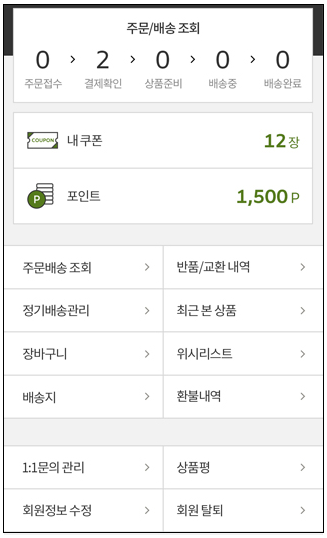 주문/배송 조회
0 > 2 > 0 > 0 > 0
주문접수 결제확인 상품준비 배송중 배송완료
COUPON 내 쿠폰 12 장
P 포인트 1,500 P
주문배송 조회 > 반품/교환 내역 >
정기배송관리 > 최근 본 상품 >
장바구니 > 위시리스트 >
배송지 > 환불내역 >
1:1문의 관리 > 상품평 >
회원정보 수정 > 회원 탈퇴 >